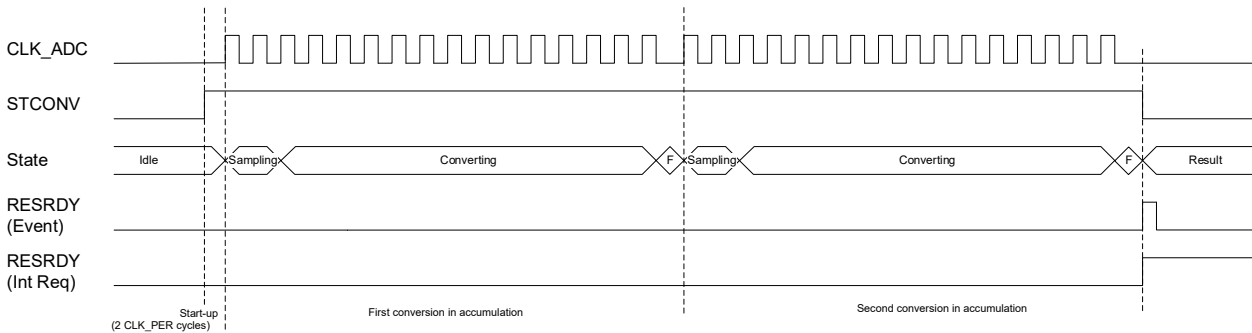 CLK_ADC
STCONV
State
Idle
Sampling
Converting
F
Sampling
Converting
F
Result
RESRDY
(Event)
RESRDY
(Int Req)
Start-up
(2 CLK_PER cycles)
First conversion in accumulation
Second conversion in accumulation